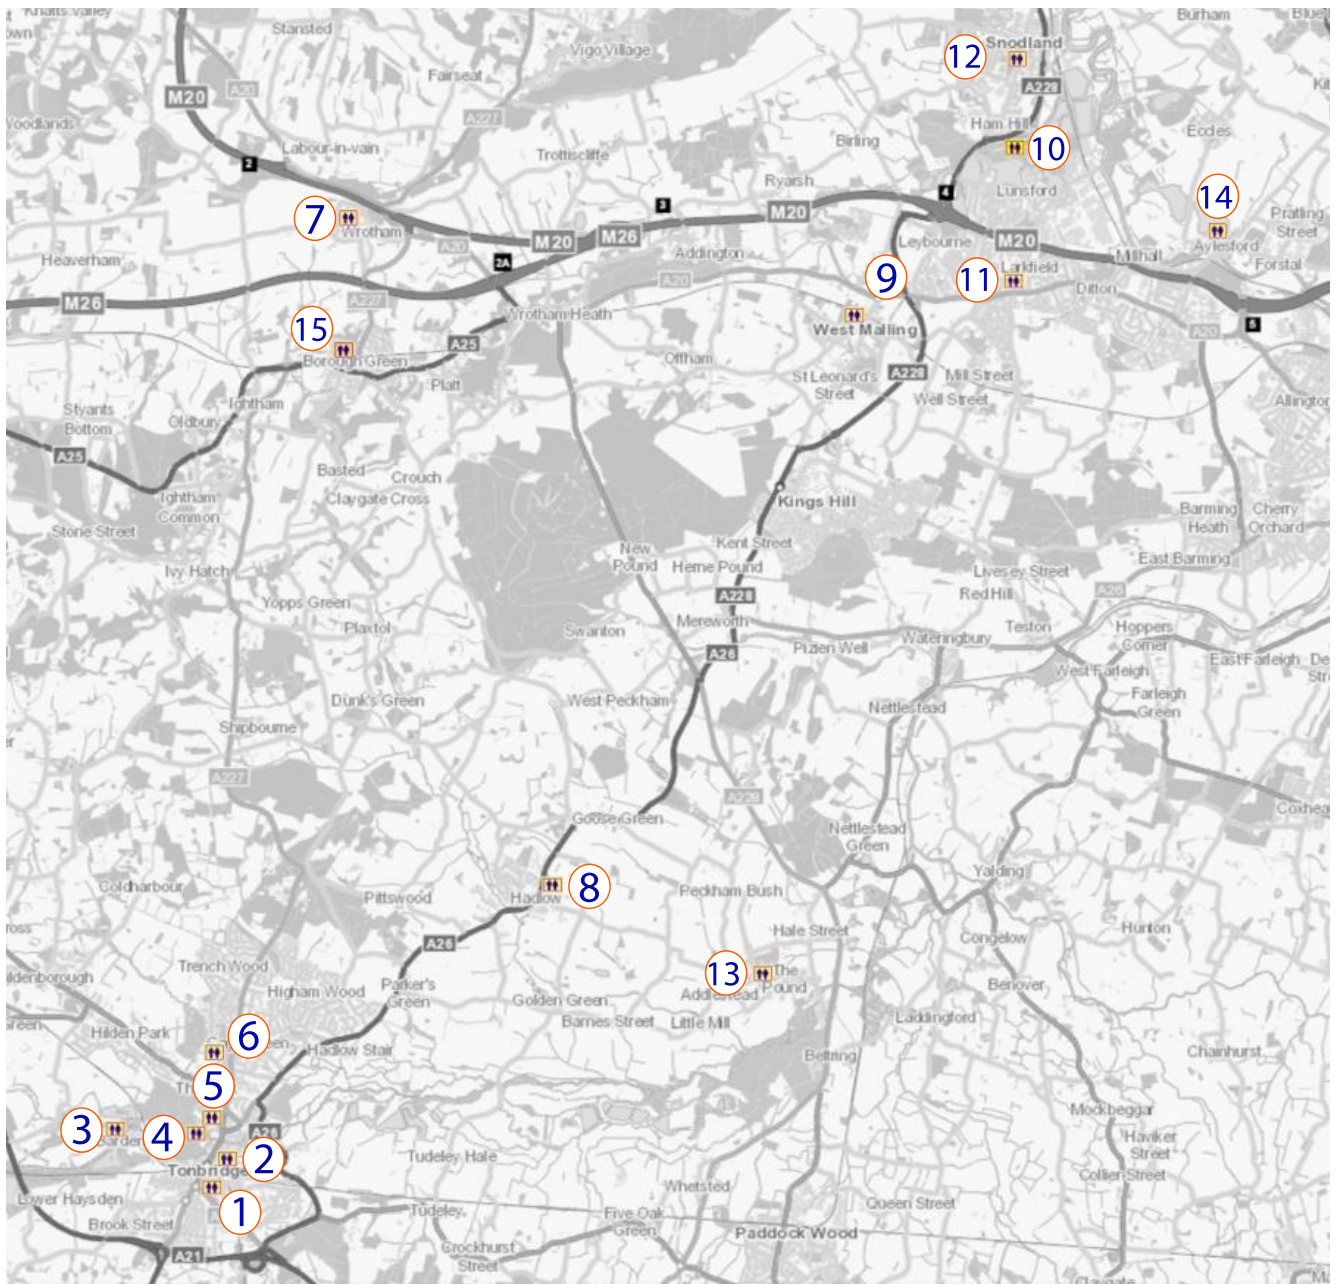 Stansted
Burham
Vigo Village
12
Snodland
Fairseat
A20
M20
A228
Woodlands
A227
Ham Hill
Eccles
Birling
10
Labour-in-vain
Trottiscliffe
2
Ryarsh
Lunsford
4
14
3
7
M20
Pratling
Street
Wrotham
M20
M26
Leybourne
M20
Aylesford
A20
Addington
Millhall
Forstal
Heaverham
2A
9
11
Larkfield
A20
Ditton
M26
A227
Wrotham Heath
15
West Malling
A20
5
A25
Borough Green
Offham
A228
St Leonard's
Street
Mill Street
Platt
Well Street
Allington
Styants
Bottom
Ightham
Oldbury
A25
Basted
Crouch
Claygate Cross
Ightham
Common
Kings Hill
Barming
Heath
Cherry
Orchard
Stone Street
New
Pound
Kent Street
East Barming
Ivy Hatch
Herne Pound
Livesey Street
A228
Red Hill
A26
Yopps Green
Plaxtol
Swanton
Mereworth
Teston
Hoppers
Corner
Wateringbury
A26
Pizien Well
East Farleigh
West Farleigh
Dunk's Green
West Peckham
Nettlestead
Farleigh
Green
Shipbourne
A227
Goose Green
Nettlestead
Green
Yalding
8
Coldharbour
Pittswood
Hadlow
Peckham Bush
Hale Street
Hunton
A26
Congelow
Trench Wood
13
The
Pound
Higham Wood
Parker's
Green
Benover
Golden Green
Barnes Street
Little Mill
Laddingford
Hilden Park
6
Hadlow Stair
Beltring
Chainhurst
5
3
4
A26
Mockbeggar
Haviker
Street
2
Tudeley Hale
Tonbridge
Collier Street
Whetsted
Lower Haysden
1
Queen Street
Brook Street
Tudeley
Five Oak
Green
Paddock Wood
A21
Crockhurst
Street